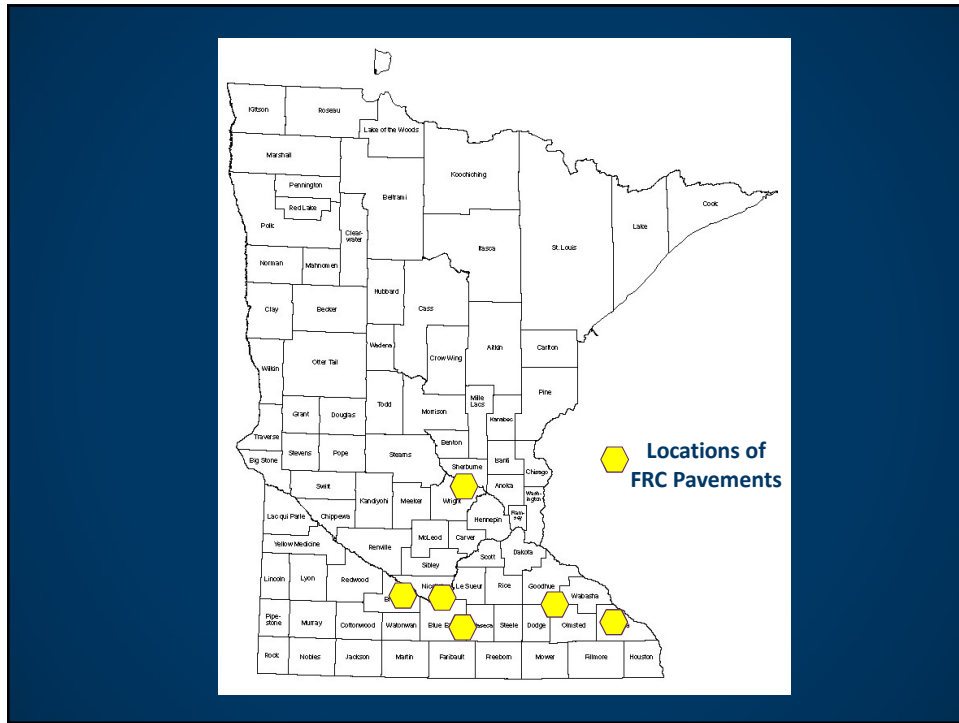 Kittson
Roseau
Lake of the Woods
Marshall
Koochiching
Pennington
Beltrami
Red Lake
Cook
Polk
Clear-
water
Lake
Itasca
St. Louis
Norman
Mahnomen
Hubbard
Cass
Clay
Becker
Wadena
Aitkin
Carlton
Crow Wing
Otter Tail
Wilkin
Pine
Mille
Lacs
Todd
Morrison
Grant
Douglas
Kanabec
Traverse
Benton
Big Stone
Stevens
Pope
Stearns
Isanti
Sherburne
Chisago
Swift
Anoka
Wash-
ington
Kandiyohi
Meeker
Wright
Ram-
sey
Hennepin
Lac qui Parle
Chippewa
McLeod
Carver
Yellow Medicine
Renville
Scott
Dakota
Sibley
Lincoln
Lyon
Redwood
Le Sueur
Rice
Goodhue
Wabasha
Pipe-
stone
Murray
Cottonwood
Watonwan
Steele
Dodge
Olmsted
Rock
Nobles
Jackson
Martin
Faribault
Freeborn
Mower
Fillmore
Houston
Locations of
FRC Pavements